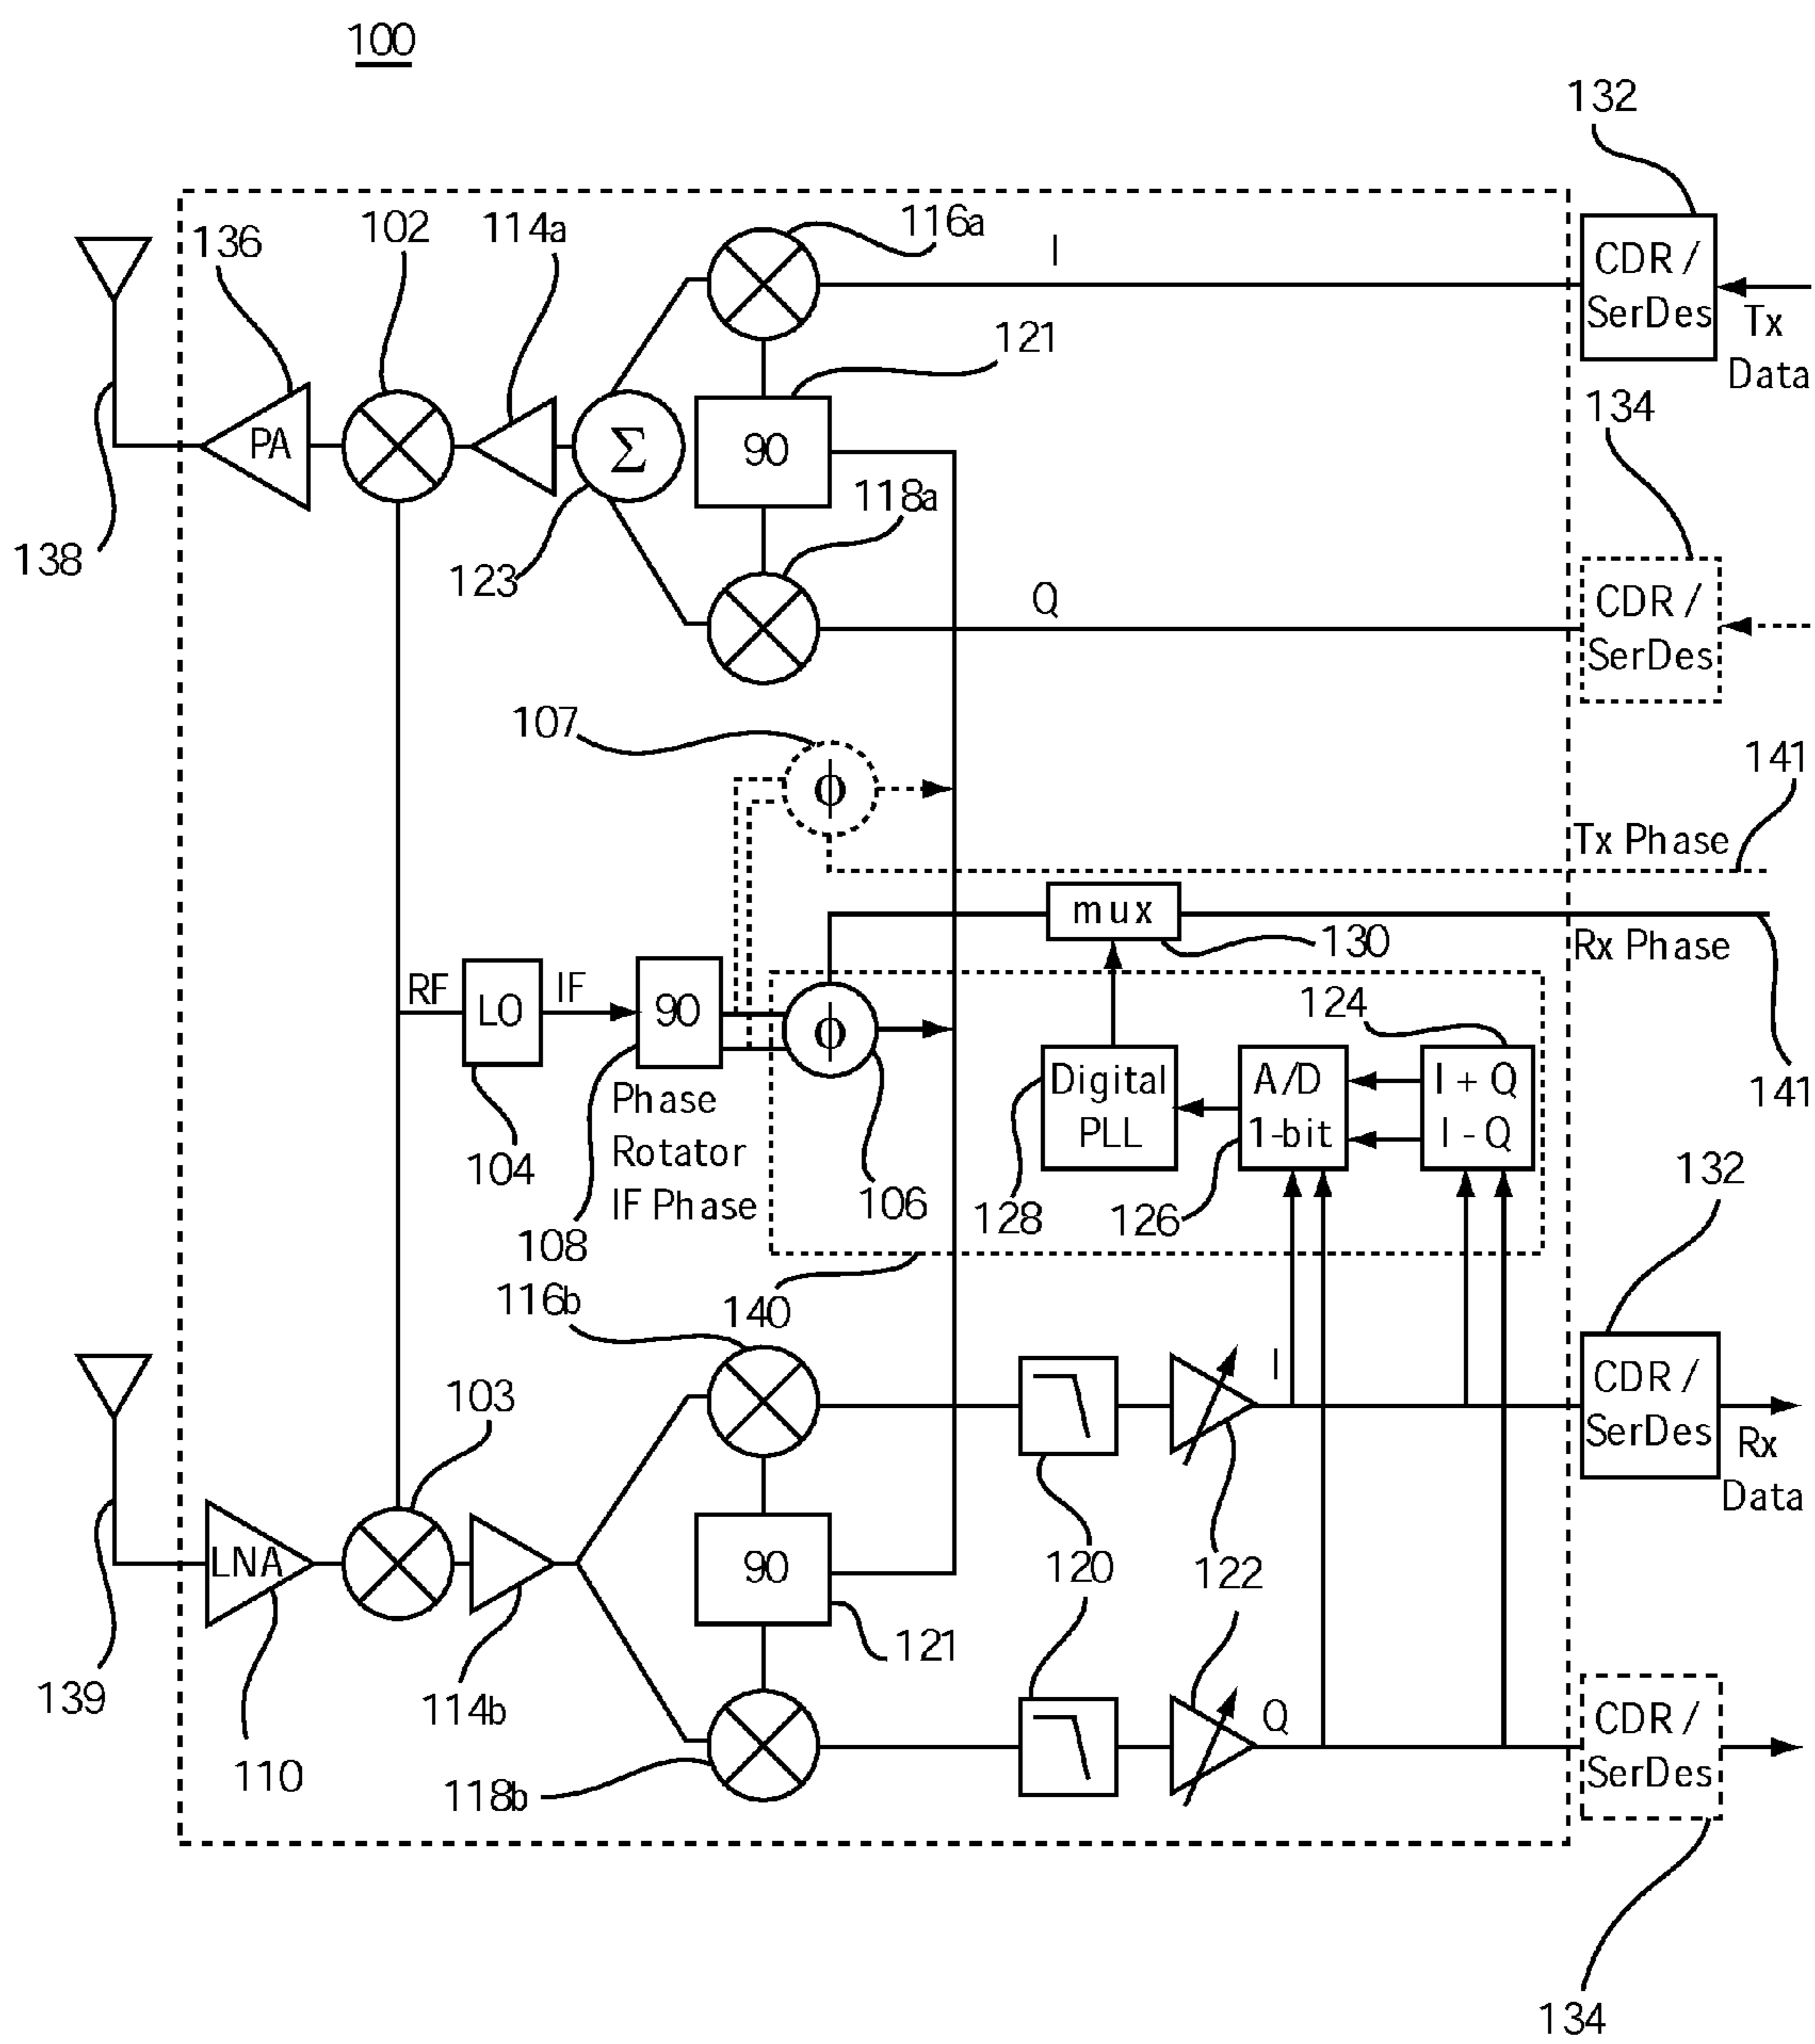 100
132
116a
136
102
114a
I
CDR /
SerDes
Tx
Data
121
134
PA
Σ
90
118a
138
123
Q
CDR /
SerDes
107
ϕ
141
Tx Phase
mux
130
Rx Phase
RF
LO
IF
90
ϕ
124
141
Digital
PLL
A/D
1-bit
I + Q
I - Q
Phase
Rotator
IF Phase
104
108
106
128
126
132
116b
140
103
I
CDR /
SerDes
Rx
Data
LNA
90
120
122
121
139
114b
110
118b
Q
CDR /
SerDes
134